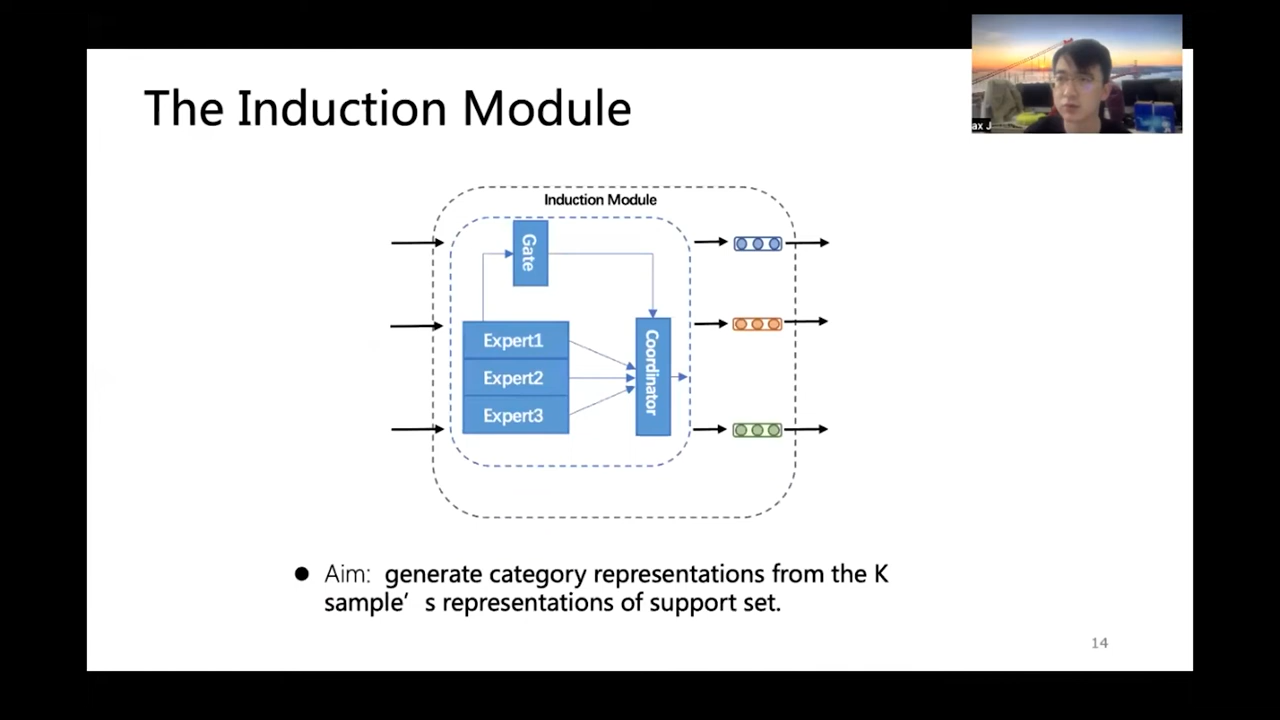 The Induction Module
ax J
Induction Module
Gate
Expert1
Expert2
Expert3
Coordinator
● Aim: generate category representations from the K
sample’ s representations of support set.
14